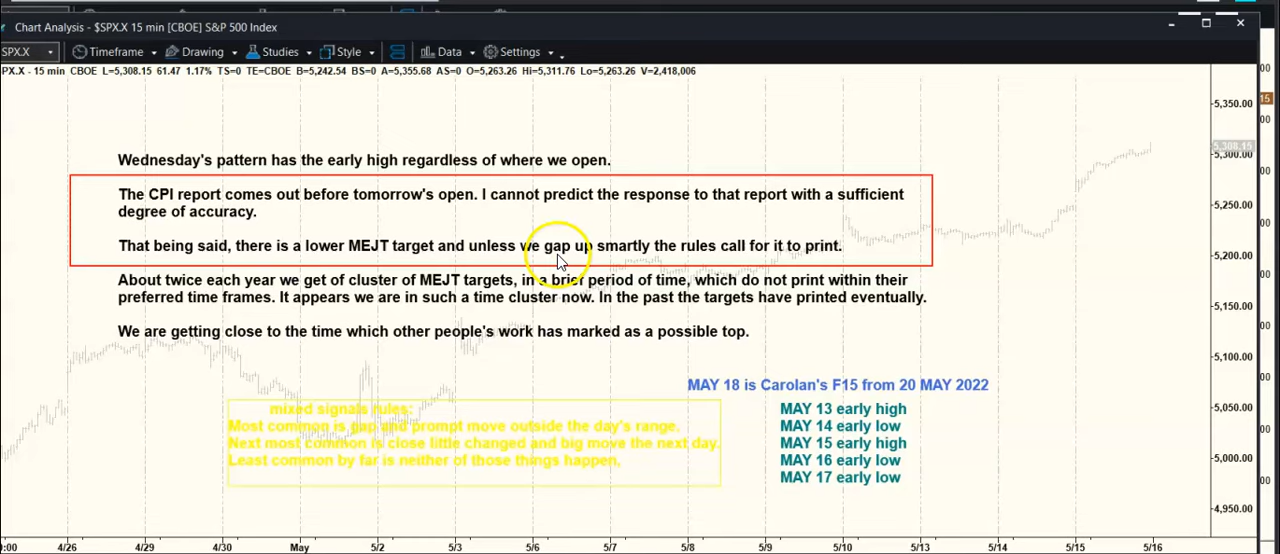 Chart Analysis - $SPX.X 15 min [CBOE] S&P 500 Index
SPX.X Timeframe Drawing Studies Style Data Settings
PX.X - 15 min CBOE L=5,308.15 61.47 1.17% TS=0 TE=CBOE B=5,242.54 BS=0 A=5,355.68 AS=0 O=5,263.26 Hi=5,311.76 Lo=5,263.26 V=2,418,006
Wednesday's pattern has the early high regardless of where we open.
The CPI report comes out before tomorrow's open. I cannot predict the response to that report with a sufficient
degree of accuracy.
That being said, there is a lower MEJT target and unless we gap up smartly the rules call for it to print.
About twice each year we get of cluster of MEJT targets, in a brief period of time, which do not print within their
preferred time frames. It appears we are in such a time cluster now. In the past the targets have printed eventually.
We are getting close to the time which other people's work has marked as a possible top.
MAY 18 is Carolan's F15 from 20 MAY 2022
mixed signals rules:
Most common is gap and prompt move outside the day's range.
Next most common is close little changed and big move the next day.
Least common by far is neither of those things happen.
MAY 13 early high
MAY 14 early low
MAY 15 early high
MAY 16 early low
MAY 17 early low
5,350.00
5,308.15
5,300.00
5,250.00
5,200.00
5,150.00
5,100.00
5,050.00
5,000.00
4,950.00
0:00 4/26 4/29 4/30 May 5/2 5/3 5/6 5/7 5/8 5/9 5/10 5/13 5/14 5/15 5/16